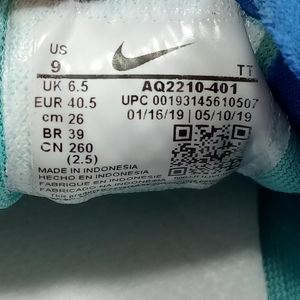 US
9
TT
UK 6.5
AQ2210-401
EUR 40.5
UPC 00193145610507
cm 26
01/16/19 05/10/19
BR 39
CN 260
(2.5)
MADE IN INDONESIA
HECHO EN INDONESIA
FABRIQUE EN INDONESIE
FABRICADO NA INDONESIA